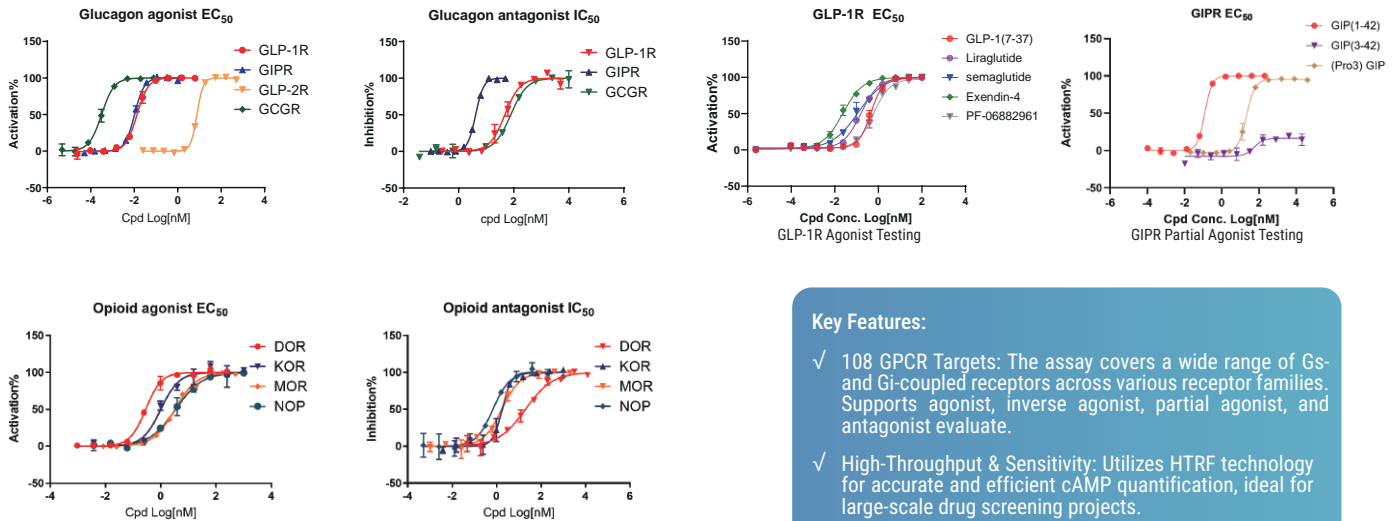 Glucagon agonist EC50
Activation%
150
100
50
0
-50
-6
-4
-2
0
2
4
Cpd Log[nM]
GLP-1R
GIPR
GLP-2R
GCGR
Glucagon antagonist IC50
Inhibition%
150
100
50
0
-50
-2
0
2
4
6
cpd Log[nM]
GLP-1R
GIPR
GCGR
GLP-1R EC50
Activation%
150
100
50
0
-50
-6
-4
-2
0
2
4
Cpd Conc. Log[nM]
GLP-1R Agonist Testing
GLP-1(7-37)
Liraglutide
semaglutide
Exendin-4
PF-06882961
GIPR EC50
Activation%
150
100
50
0
-50
-6
-4
-2
0
2
4
6
Cpd Conc. Log[nM]
GIPR Partial Agonist Testing
GIP(1-42)
GIP(3-42)
(Pro3) GIP
Opioid agonist EC50
Activation%
150
100
50
0
-50
-4
-2
0
2
4
Cpd Log[nM]
DOR
KOR
MOR
NOP
Opioid antagonist IC50
Inhibition%
150
100
50
0
-50
-4
-2
0
2
4
6
Cpd Log[nM]
DOR
KOR
MOR
NOP
Key Features:
√ 108 GPCR Targets: The assay covers a wide range of Gs-
and Gi-coupled receptors across various receptor families.
Supports agonist, inverse agonist, partial agonist, and
antagonist evaluate.
√ High-Throughput & Sensitivity: Utilizes HTRF technology
for accurate and efficient cAMP quantification, ideal for
large-scale drug screening projects.